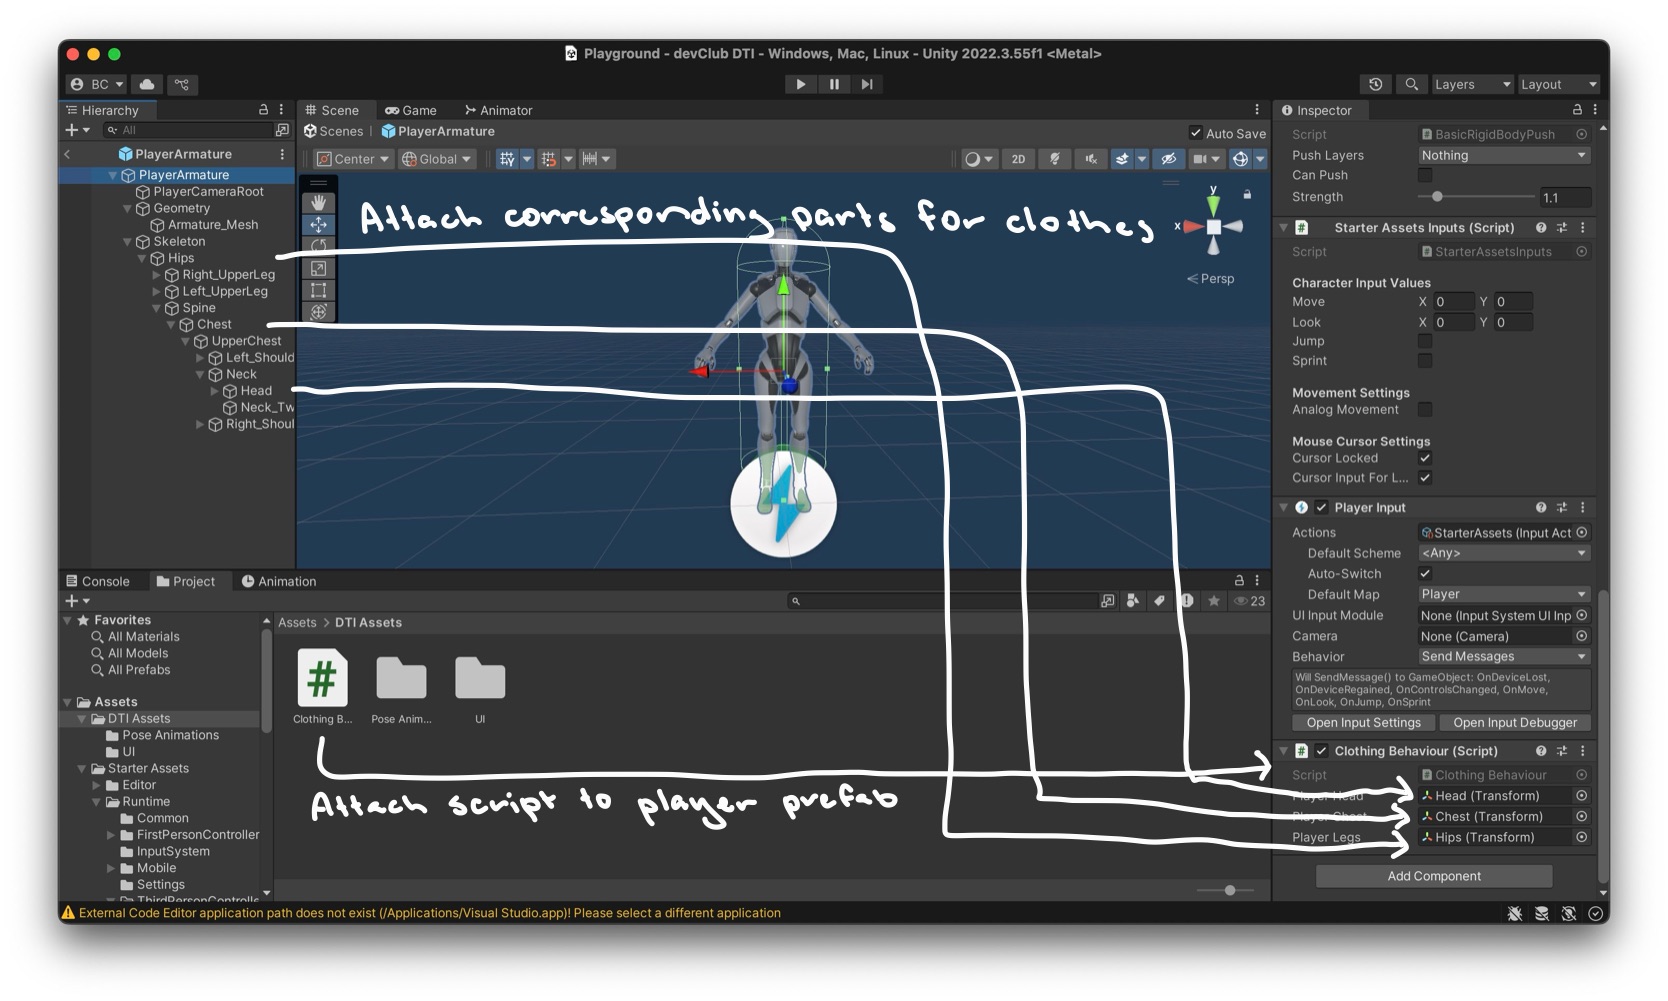 Playground - devClub DTI - Windows, Mac, Linux - Unity 2022.3.55f1 <Metal>
BC
Layers
Layout
Hierarchy
All
PlayerArmature
PlayerArmature
PlayerCameraRoot
Geometry
Armature_Mesh
Skeleton
Hips
Right_UpperLeg
Left_UpperLeg
Spine
Chest
UpperChest
Left_Should
Neck
Head
Neck_Tw
Right_Shoul
Scene
Game
Animator
Scenes
PlayerArmature
Auto Save
Center
Global
2D
Attach corresponding parts for clothes
y
x
Persp
Inspector
Script
BasicRigidBodyPush
Push Layers
Nothing
Can Push
Strength
1.1
Starter Assets Inputs (Script)
Script
StarterAssetsInputs
Character Input Values
Move X 0 Y 0
Look X 0 Y 0
Jump
Sprint
Movement Settings
Analog Movement
Mouse Cursor Settings
Cursor Locked
Cursor Input For L...
Player Input
Actions
StarterAssets (Input Act
Default Scheme
<Any>
Auto-Switch
Default Map
Player
UI Input Module
None (Input System UI Inp
Camera
None (Camera)
Behavior
Send Messages
Will SendMessage() to GameObject: OnDeviceLost,
OnDeviceRegained, OnControlsChanged, OnMove,
OnLook, OnJump, OnSprint
Open Input Settings
Open Input Debugger
Clothing Behaviour (Script)
Script
Clothing Behaviour
Player Head
Head (Transform)
Player Chest
Chest (Transform)
Player Legs
Hips (Transform)
Add Component
Console
Project
Animation
23
Favorites
All Materials
All Models
All Prefabs
Assets
DTI Assets
Pose Animations
UI
Starter Assets
Editor
Runtime
Common
FirstPersonController
InputSystem
Mobile
Settings
ThirdPersonControlle
Assets > DTI Assets
#
Clothing B...
Pose Anim...
UI
Attach script to player prefab
External Code Editor application path does not exist (/Applications/Visual Studio.app)! Please select a different application